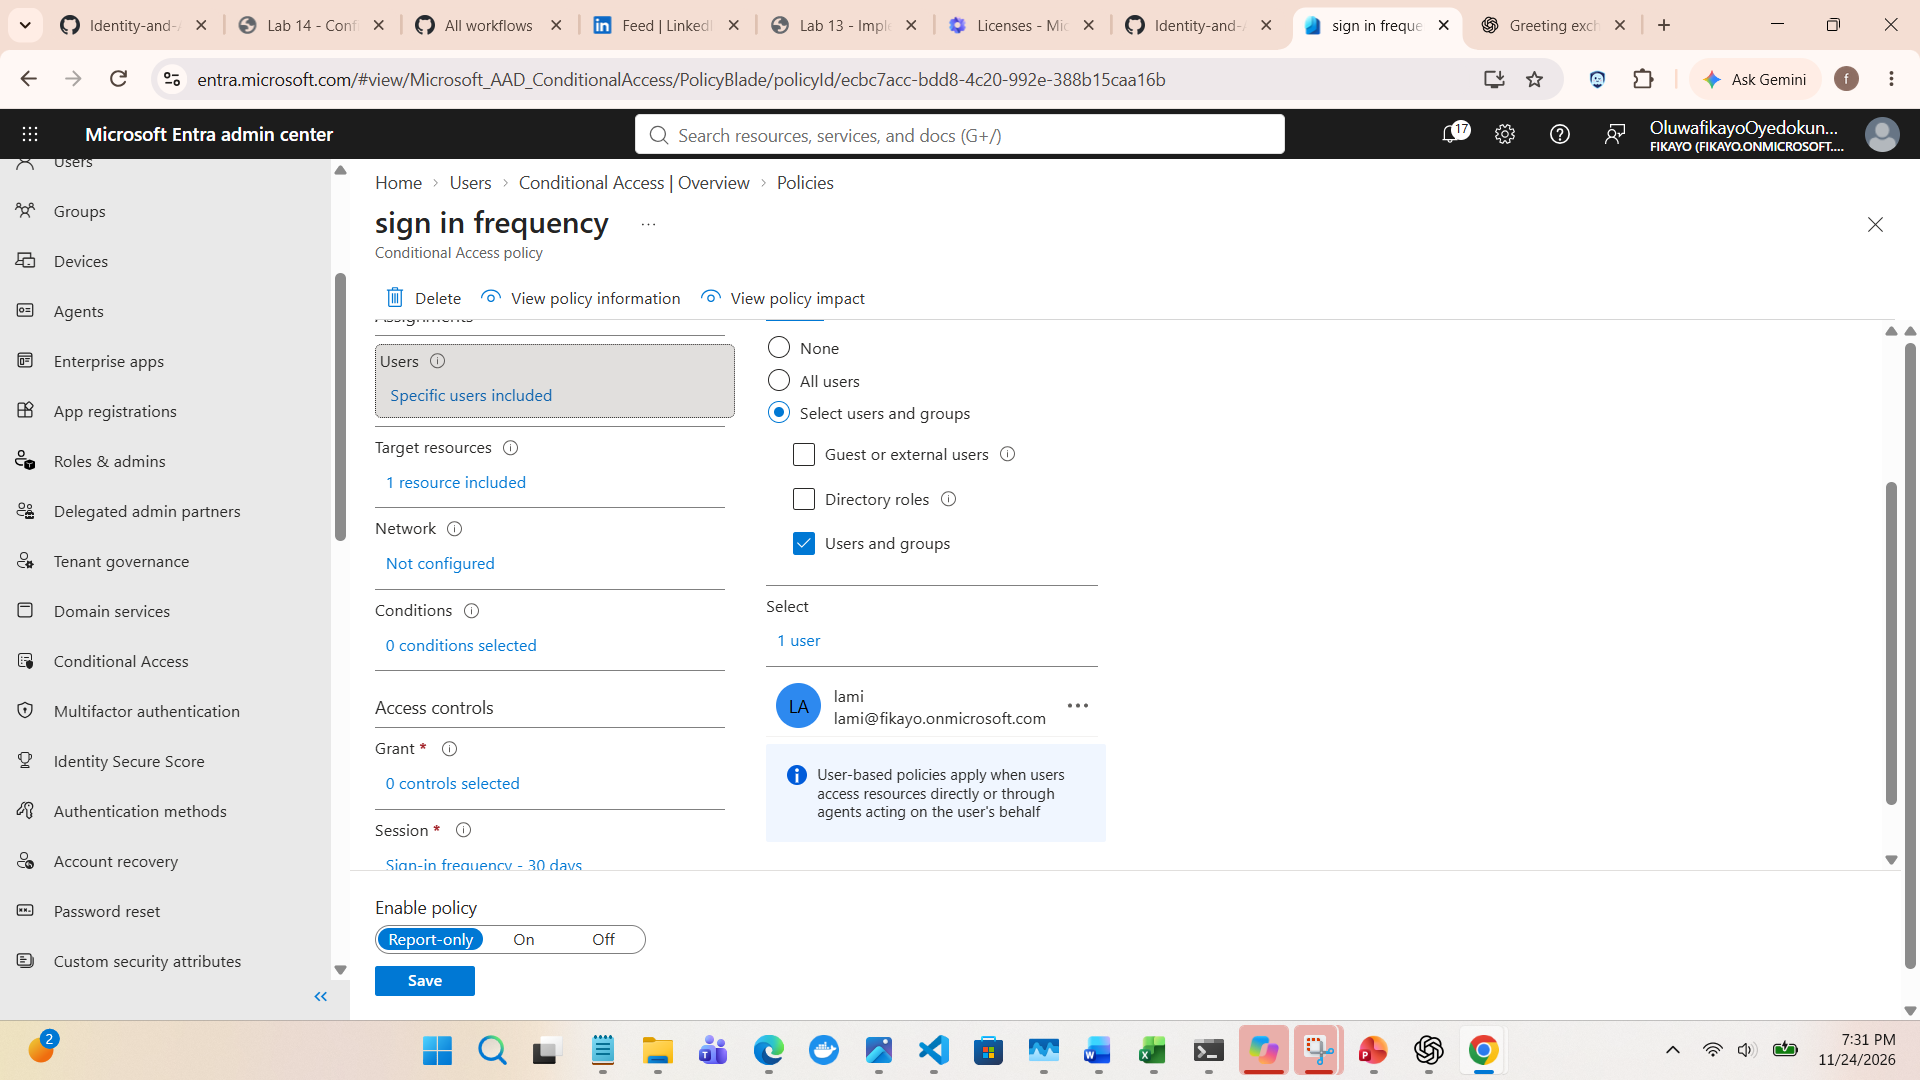 Identity-and-A
Lab 14 - Conf
All workflows
Feed | LinkedI
Lab 13 - Imple
Licenses - Mic
Identity-and-A
sign in freque
Greeting exch
entra.microsoft.com/#view/Microsoft_AAD_ConditionalAccess/PolicyBlade/policyId/ecbc7acc-bdd8-4c20-992e-388b15caa16b
Ask Gemini
f
Microsoft Entra admin center
Search resources, services, and docs (G+/)
17
OluwafikayoOyedokun...
FIKAYO (FIKAYO.ONMICROSOFT....
Users
Groups
Devices
Agents
Enterprise apps
App registrations
Roles & admins
Delegated admin partners
Tenant governance
Domain services
Conditional Access
Multifactor authentication
Identity Secure Score
Authentication methods
Account recovery
Password reset
Custom security attributes
Home > Users > Conditional Access | Overview > Policies
sign in frequency ...
Conditional Access policy
Delete
View policy information
View policy impact
Assignments
Users
Specific users included
Target resources
1 resource included
Network
Not configured
Conditions
0 conditions selected
Access controls
Grant *
0 controls selected
Session *
Sign-in frequency - 30 days
None
All users
Select users and groups
Guest or external users
Directory roles
Users and groups
Select
1 user
LA
lami
lami@fikayo.onmicrosoft.com
User-based policies apply when users
access resources directly or through
agents acting on the user's behalf
Enable policy
Report-only On Off
Save
2
7:31 PM
11/24/2026